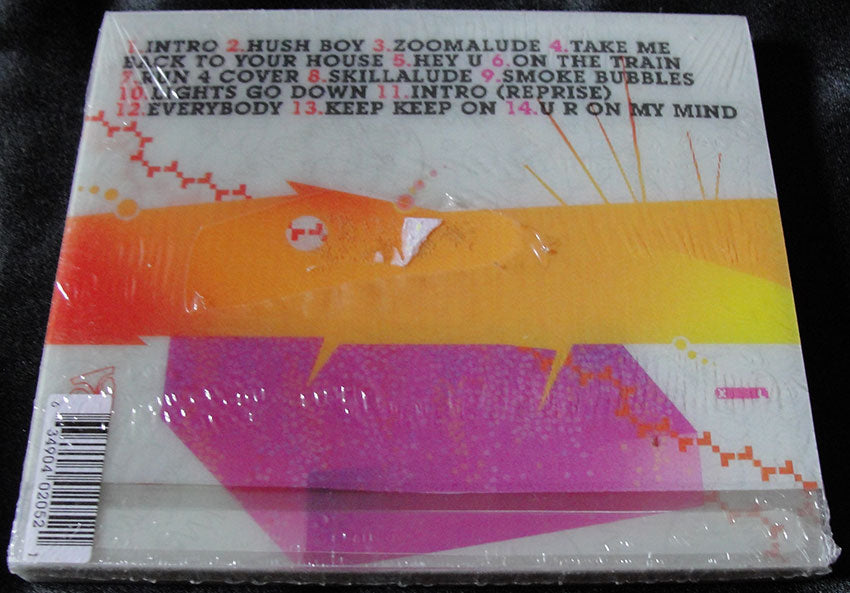 1.INTRO 2.HUSH BOY 3.ZOOMALUDE 4.TAKE ME
BACK TO YOUR HOUSE 5.HEY U 6.ON THE TRAIN
7.RUN 4 COVER 8.SKILLALUDE 9.SMOKE BUBBLES
10.LIGHTS GO DOWN 11.INTRO (REPRISE)
12.EVERYBODY 13.KEEP KEEP ON 14.U R ON MY MIND
6 34904 02052 1